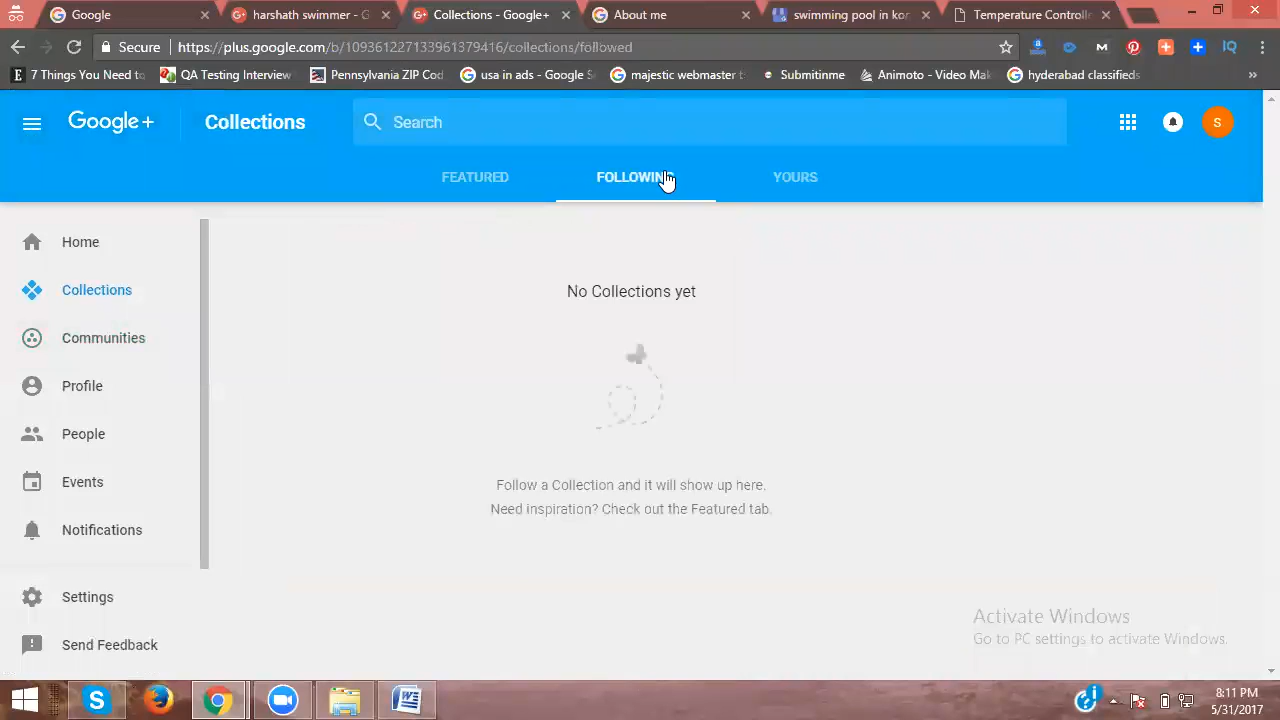 Google
harshath swimmer - G
Collections - Google+
About me
swimming pool in kor
Temperature Controlle
Secure
https://plus.google.com/b/109361227133961379416/collections/followed
7 Things You Need to
QA Testing Interview
Pennsylvania ZIP Cod
usa in ads - Google S
majestic webmaster t
Submitinme
Animoto - Video Mak
hyderabad classifieds
»
Google+
Collections
Search
S
FEATURED
FOLLOWING
YOURS
Home
Collections
Communities
Profile
People
Events
Notifications
Settings
Send Feedback
No Collections yet
Follow a Collection and it will show up here.
Need inspiration? Check out the Featured tab.
Activate Windows
Go to PC settings to activate Windows.
8:11 PM
5/31/2017